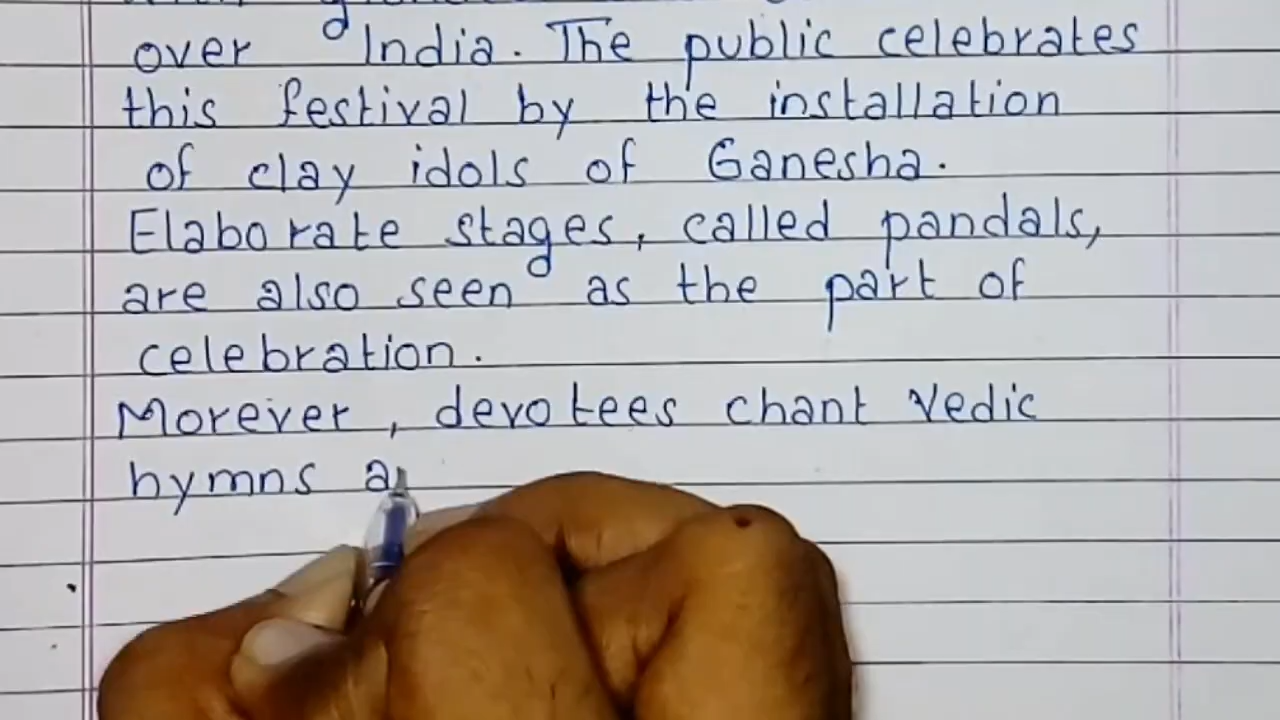 over India. The public celebrates
this festival by the installation
of clay idols of Ganesha.
Elaborate stages, called pandals,
are also seen as the part of
celebration.
Morever, devotees chant Vedic
hymns a